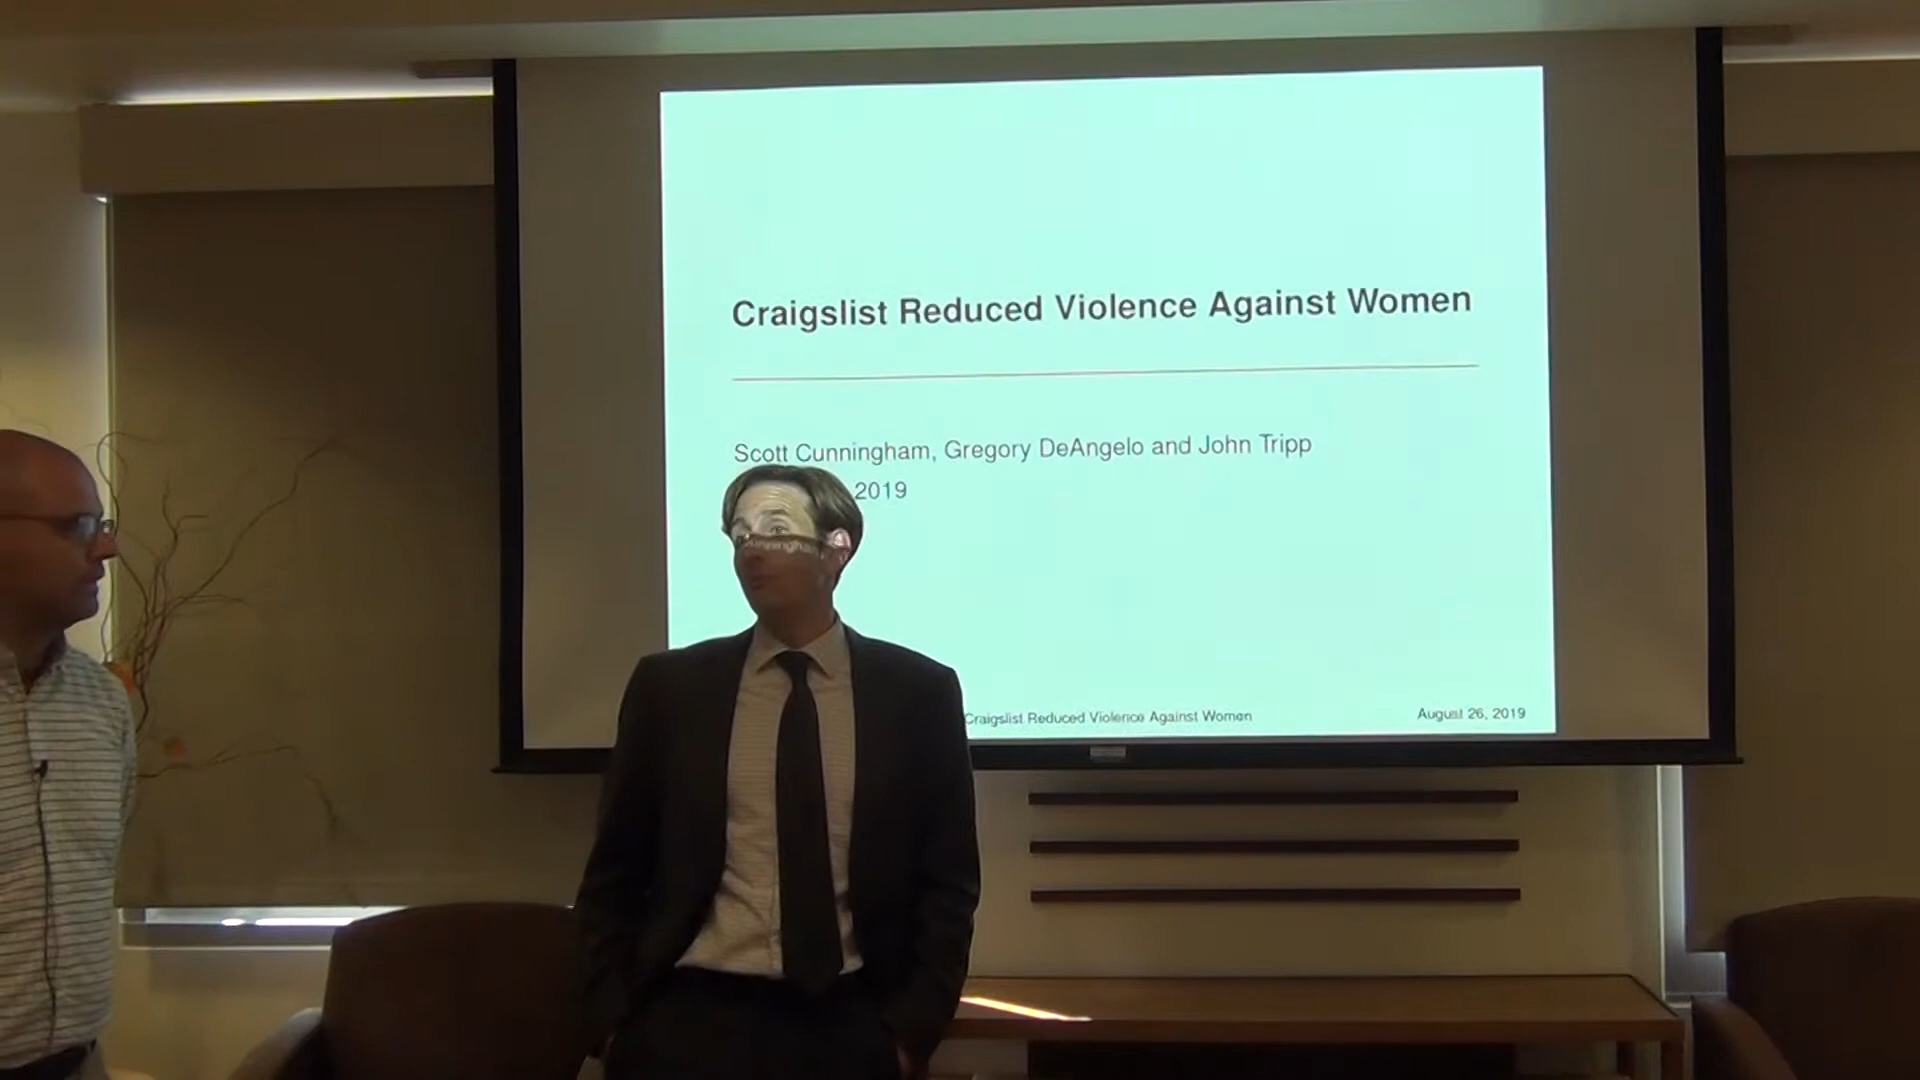 Craigslist Reduced Violence Against Women
Scott Cunningham, Gregory DeAngelo and John Tripp
2019
Craigslist Reduced Violence Against Women
August 26, 2019